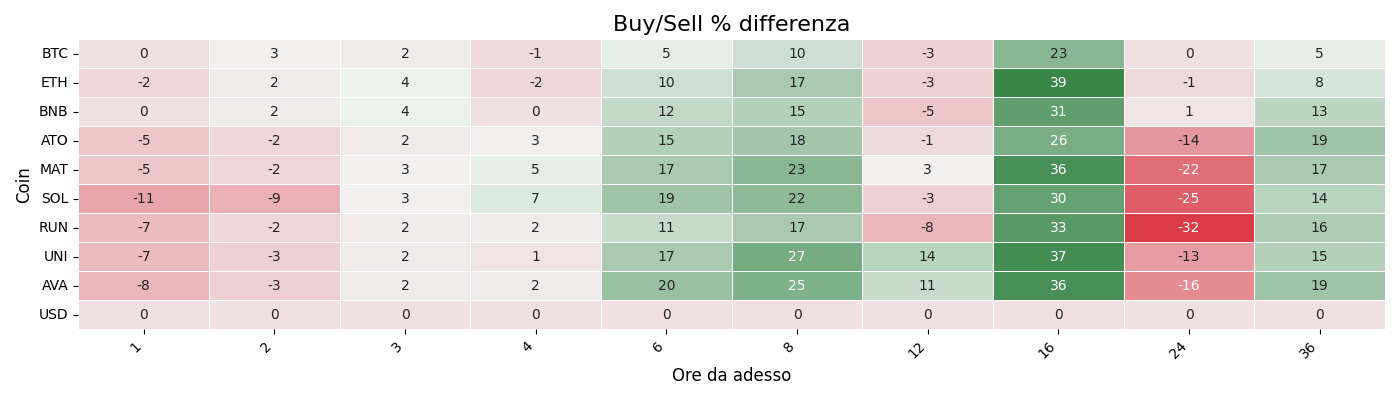 Buy/Sell % differenza
BTC 0 3 2 -1 5 10 -3 23 0 5
ETH -2 2 4 -2 10 17 -3 39 -1 8
BNB 0 2 4 0 12 15 -5 31 1 13
ATO -5 -2 2 3 15 18 -1 26 -14 19
MAT -5 -2 3 5 17 23 3 36 -22 17
SOL -11 -9 3 7 19 22 -3 30 -25 14
RUN -7 -2 2 2 11 17 -8 33 -32 16
UNI -7 -3 2 1 17 27 14 37 -13 15
AVA -8 -3 2 2 20 25 11 36 -16 19
USD 0 0 0 0 0 0 0 0 0 0
Coin
1 2 3 4 6 8 12 16 24 36
Ore da adesso